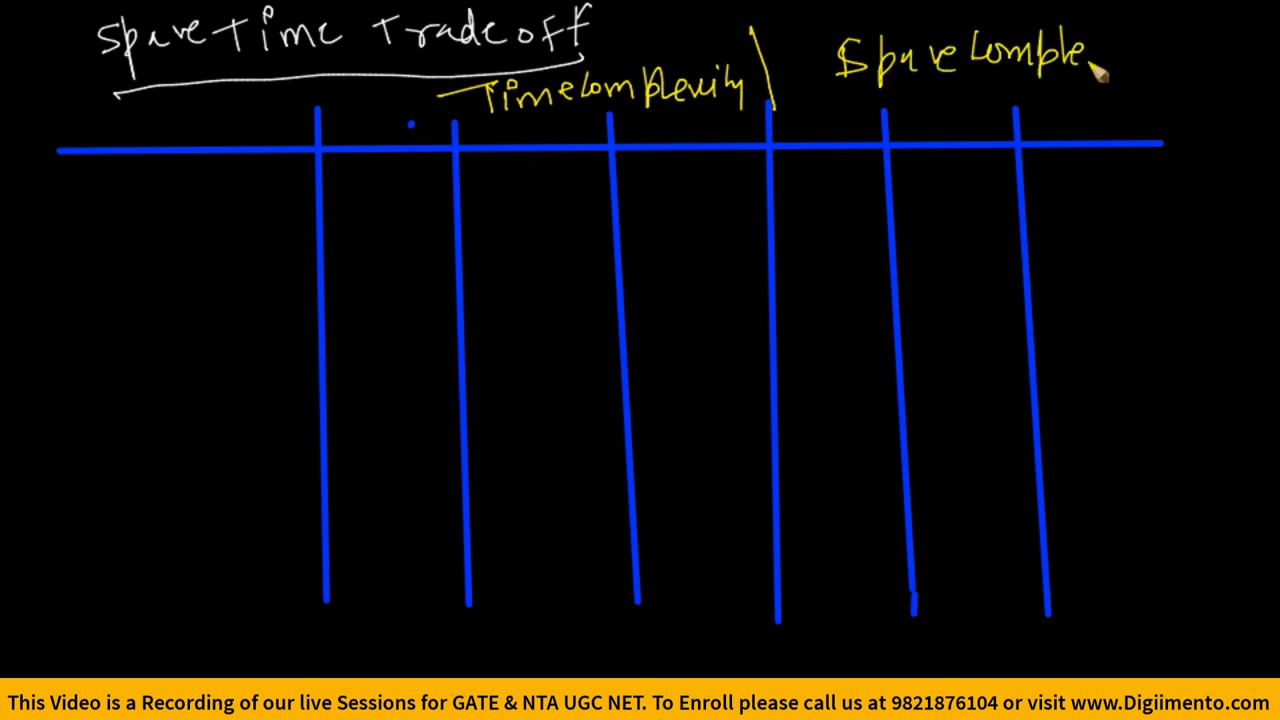 Space Time Tradeoff
Time Complexity
Space Comple
This Video is a Recording of our live Sessions for GATE & NTA UGC NET. To Enroll please call us at 9821876104 or visit www.Digiimento.com